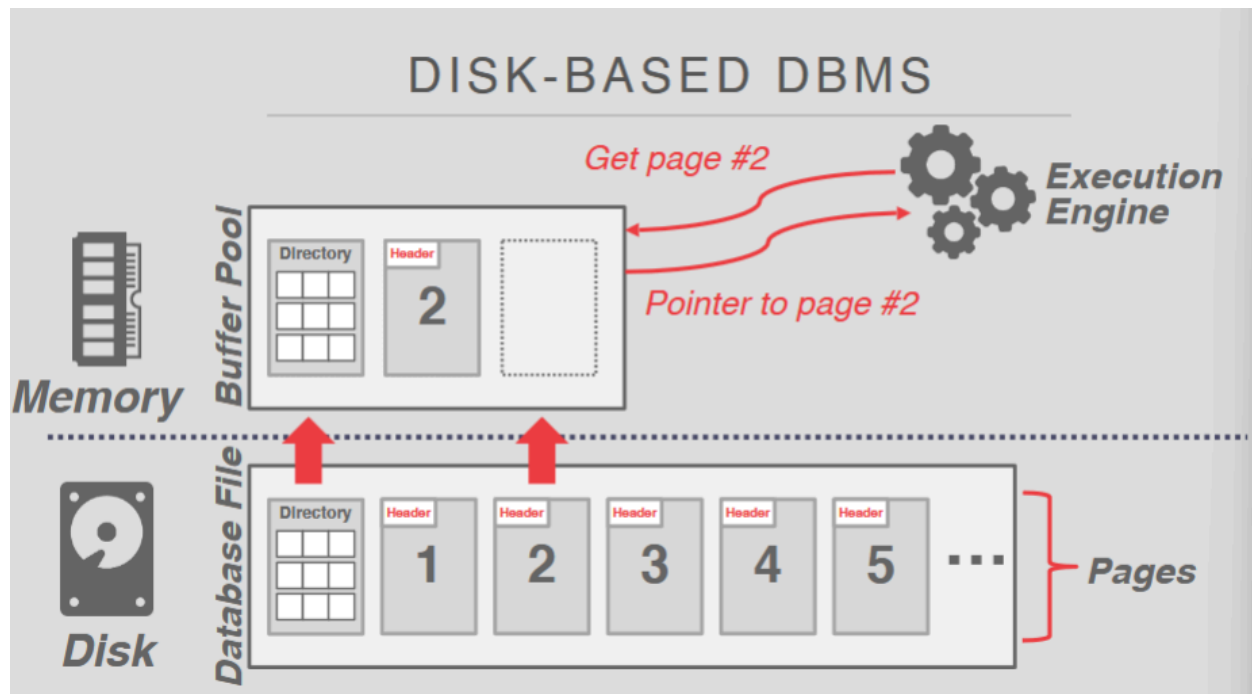 DISK-BASED DBMS
Get page #2
Execution
Engine
Pointer to page #2
Buffer Pool
Directory
Header
2
Memory
Database File
Directory
Header
1
Header
2
Header
3
Header
4
Header
5
...
Pages
Disk